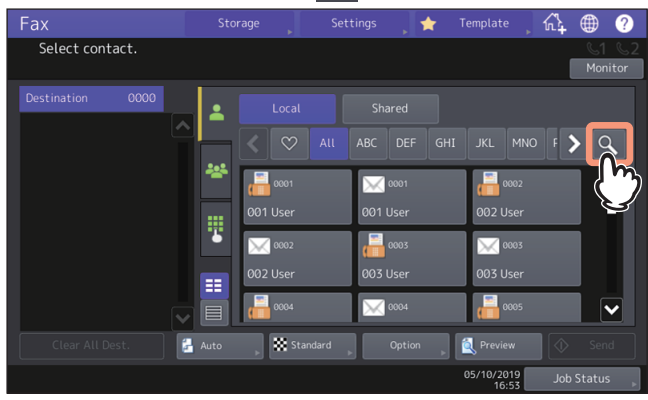 Fax
Storage
Settings
Template
?
Select contact.
1 2
Monitor
Destination 0000
Local
Shared
All
ABC
DEF
GHI
JKL
MNO
0001
001 User
0001
001 User
0002
002 User
0002
002 User
0003
003 User
0003
003 User
0004
0004
0005
Clear All Dest.
Auto
Standard
Option
Preview
Send
05/10/2019
16:53
Job Status